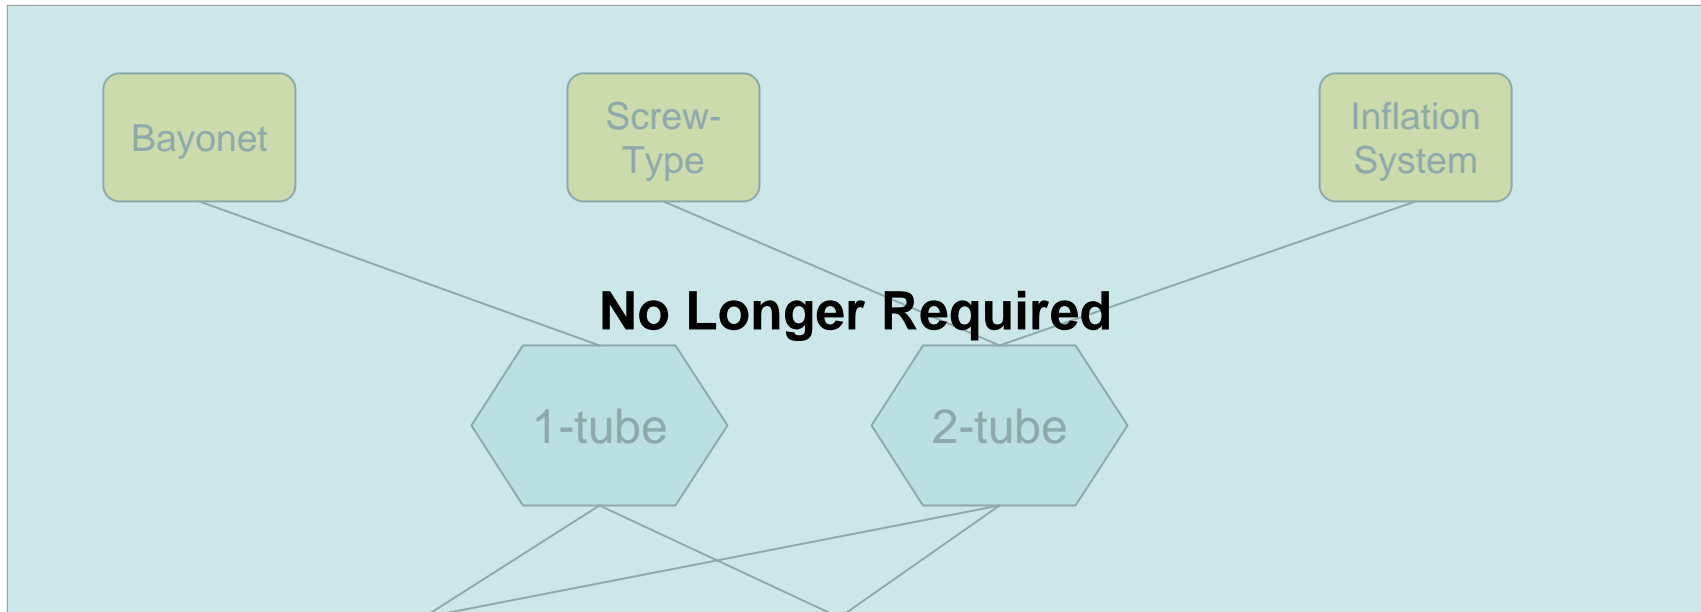 Bayonet
Screw-
Type
Inflation
System
No Longer Required
1-tube
2-tube